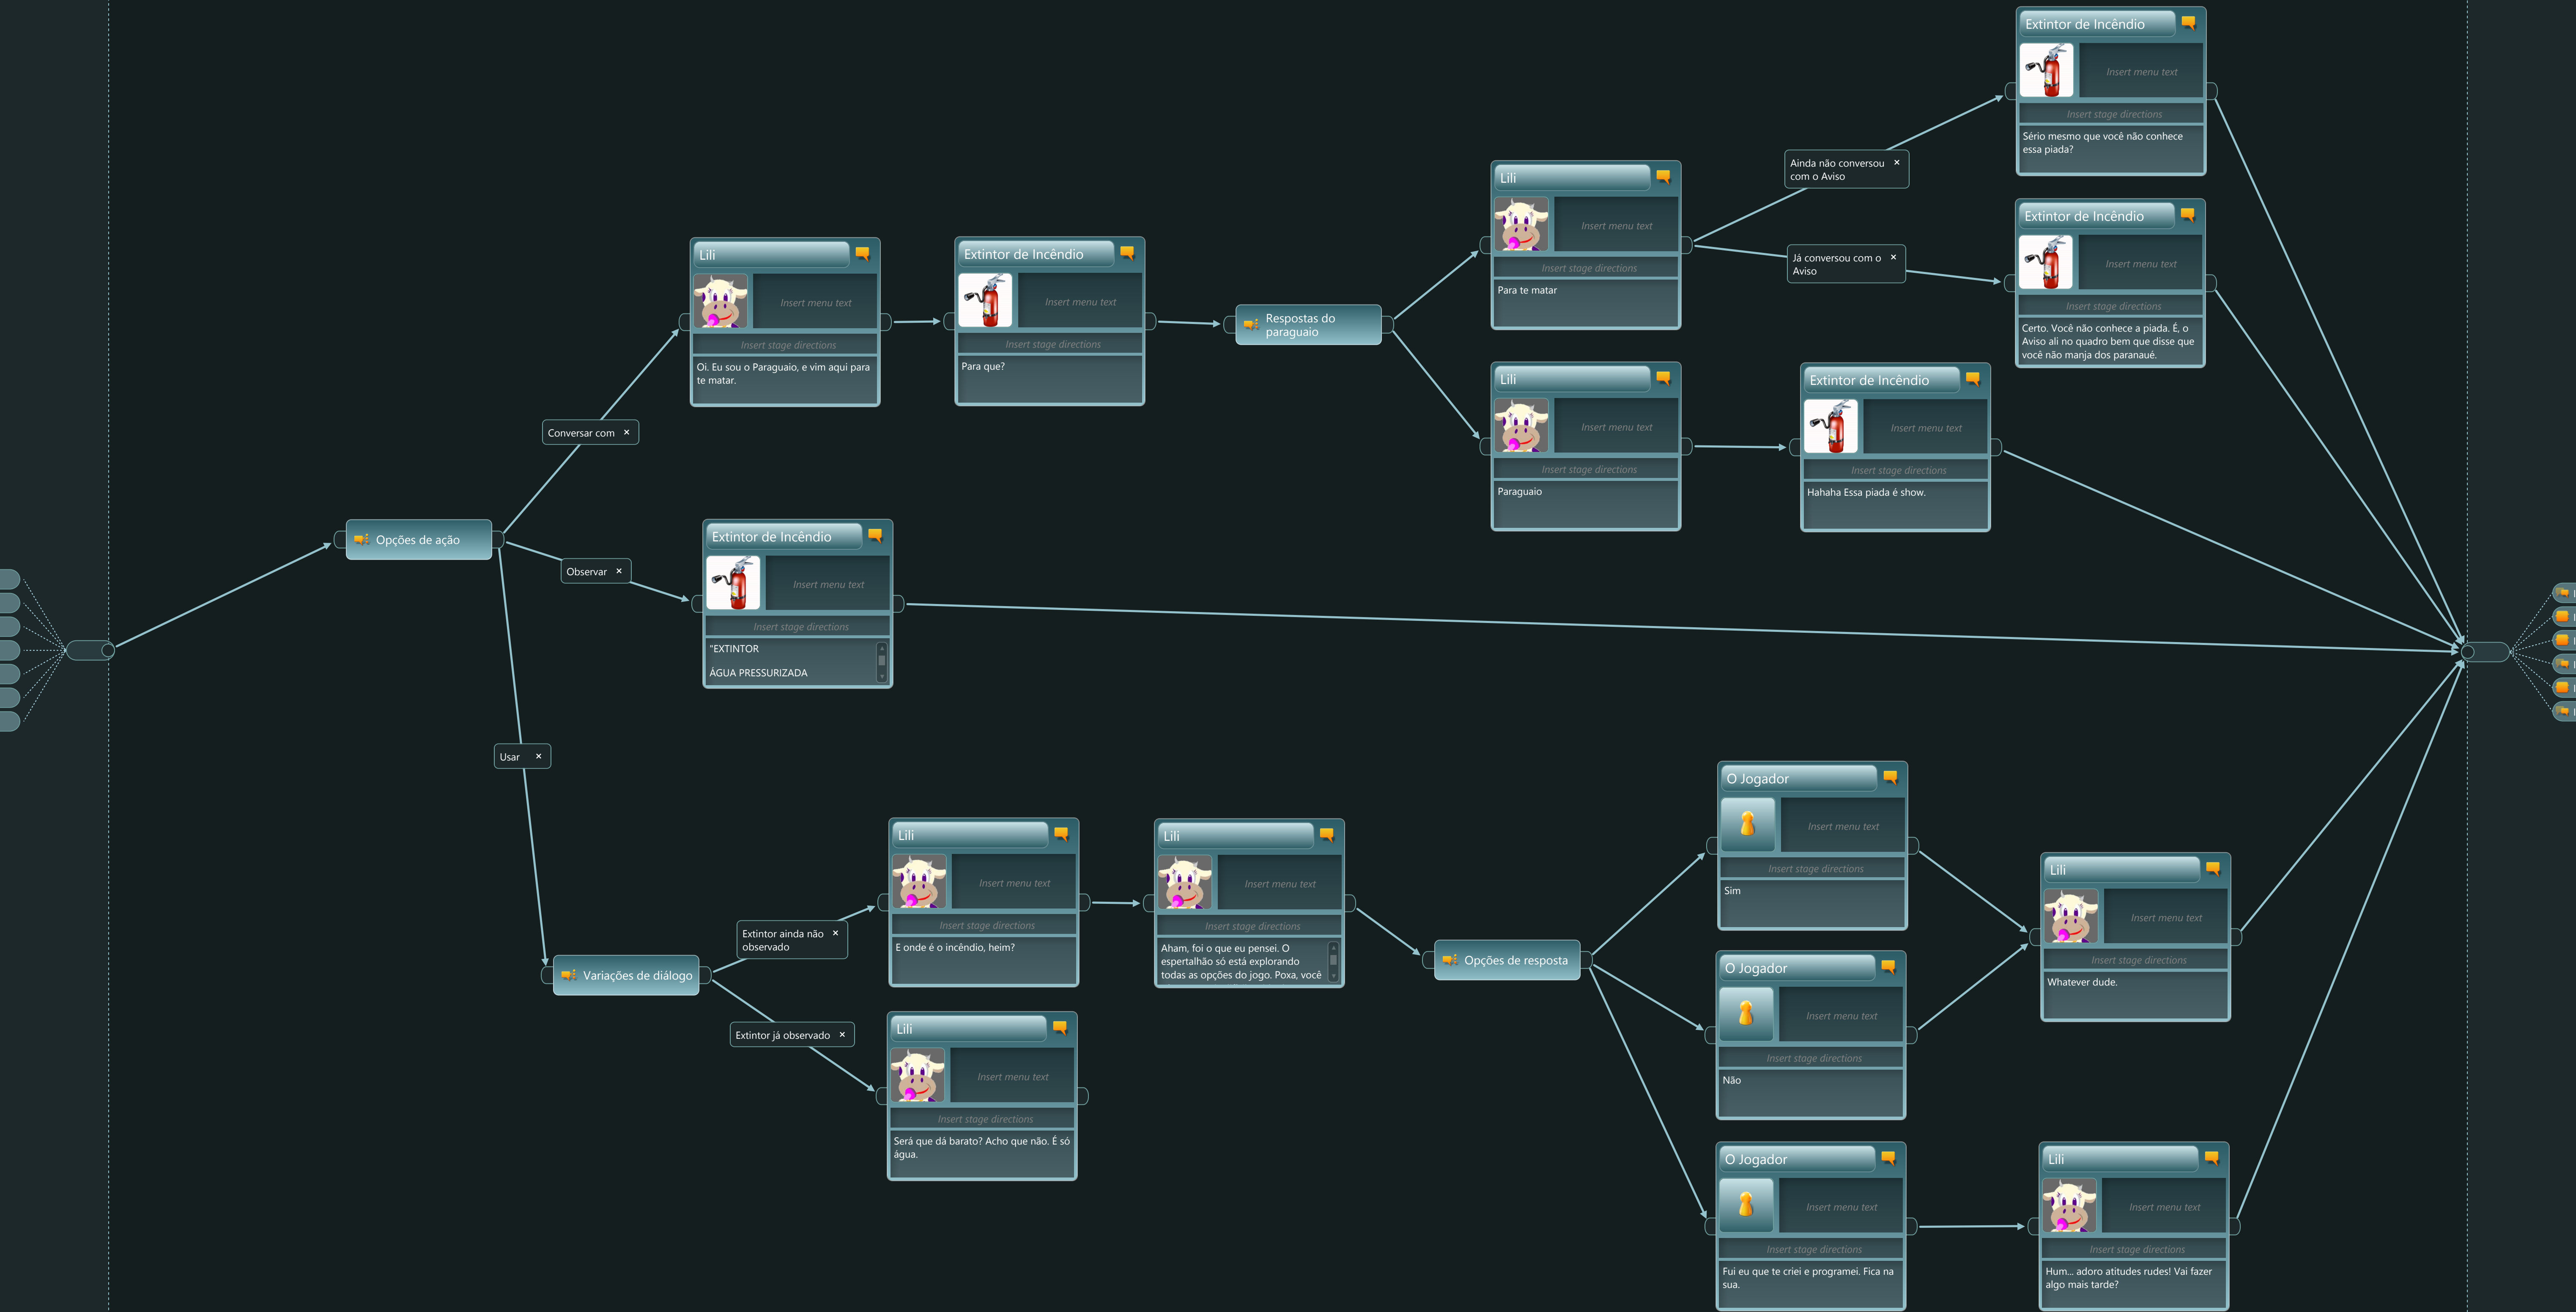 Extintor de Incêndio
Insert menu text
Insert stage directions
Sério mesmo que você não conhece
essa piada?
Ainda não conversou
com o Aviso
Lili
Insert menu text
Insert stage directions
Para te matar
Extintor de Incêndio
Insert menu text
Insert stage directions
Certo. Você não conhece a piada. É, o
Aviso ali no quadro bem que disse que
você não manja dos paranaué.
Já conversou com o
Aviso
Lili
Insert menu text
Insert stage directions
Oi. Eu sou o Paraguaio, e vim aqui para
te matar.
Extintor de Incêndio
Insert menu text
Insert stage directions
Para que?
Respostas do
paraguaio
Lili
Insert menu text
Insert stage directions
Paraguaio
Extintor de Incêndio
Insert menu text
Insert stage directions
Hahaha Essa piada é show.
Conversar com
Opções de ação
Observar
Extintor de Incêndio
Insert menu text
Insert stage directions
"EXTINTOR
ÁGUA PRESSURIZADA
Usar
Variações de diálogo
Extintor ainda não
observado
Lili
Insert menu text
Insert stage directions
E onde é o incêndio, heim?
Lili
Insert menu text
Insert stage directions
Aham, foi o que eu pensei. O
espertalhão só está explorando
todas as opções do jogo. Poxa, você
Opções de resposta
O Jogador
Insert menu text
Insert stage directions
Sim
Lili
Insert menu text
Insert stage directions
Whatever dude.
O Jogador
Insert menu text
Insert stage directions
Não
Extintor já observado
Lili
Insert menu text
Insert stage directions
Será que dá barato? Acho que não. É só
água.
O Jogador
Insert menu text
Insert stage directions
Fui eu que te criei e programei. Fica na
sua.
Lili
Insert menu text
Insert stage directions
Hum... adoro atitudes rudes! Vai fazer
algo mais tarde?